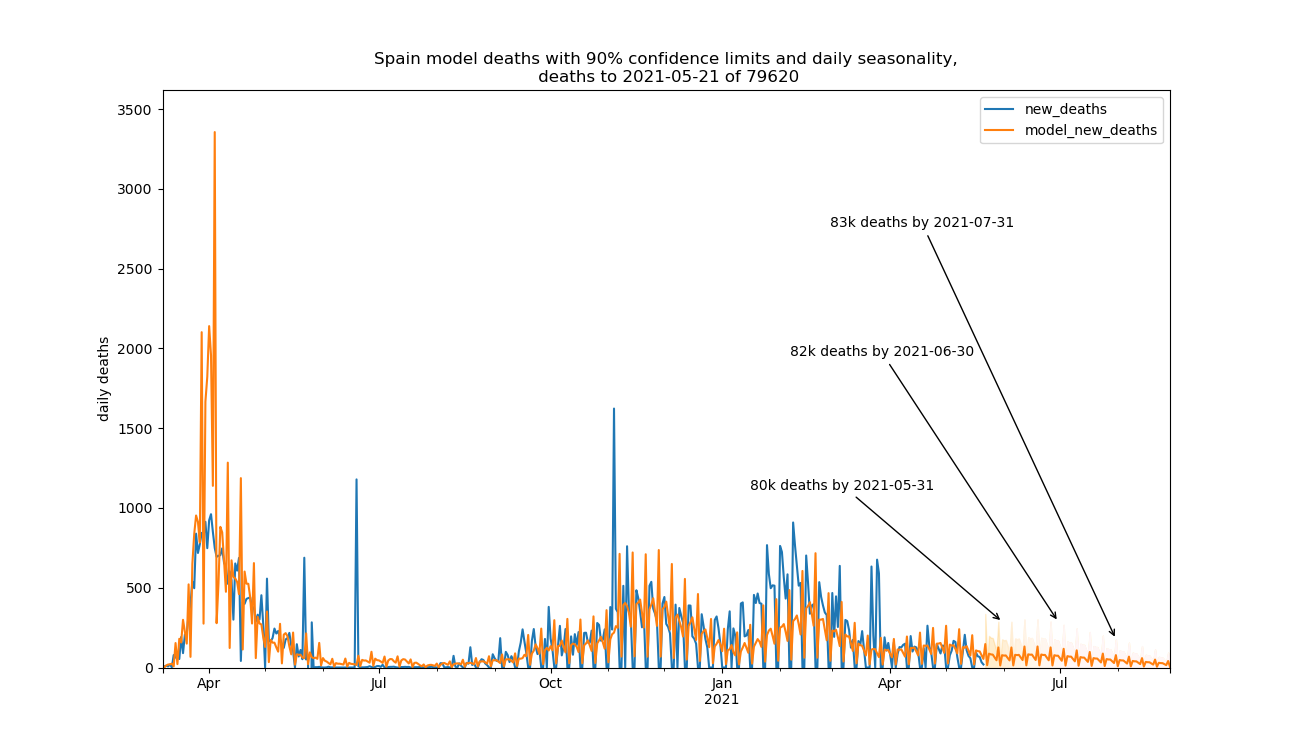 Spain model deaths with 90% confidence limits and daily seasonality,
deaths to 2021-05-21 of 79620
new_deaths
model_new_deaths
daily deaths
3500
3000
2500
2000
1500
1000
500
0
83k deaths by 2021-07-31
82k deaths by 2021-06-30
80k deaths by 2021-05-31
Apr Jul Oct Jan Apr Jul
2021